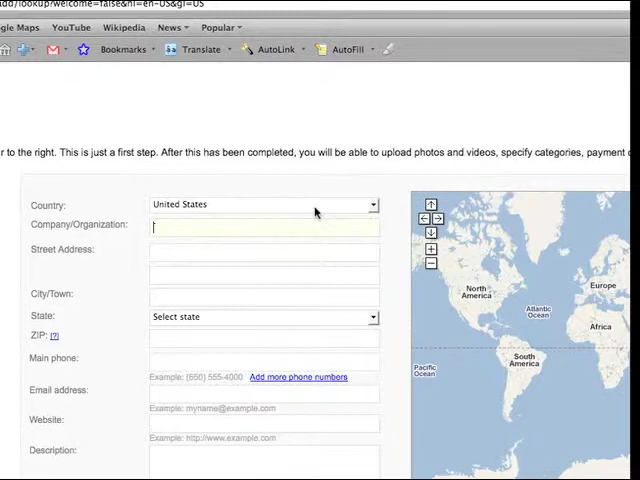 add/lookup?welcome=false&hl=en-US&gl=US
gle Maps YouTube Wikipedia News Popular
Bookmarks Translate AutoLink AutoFill
r to the right. This is just a first step. After this has been completed, you will be able to upload photos and videos, specify categories, payment
Country: United States
Company/Organization:
Street Address:
City/Town:
State: Select state
ZIP: [?]
Main phone:
Example: (650) 555-4000 Add more phone numbers
Email address:
Example: myname@example.com
Website:
Example: http://www.example.com
Description:
North
America
Europe
Atlantic
Ocean
Africa
South
America
Pacific
Ocean